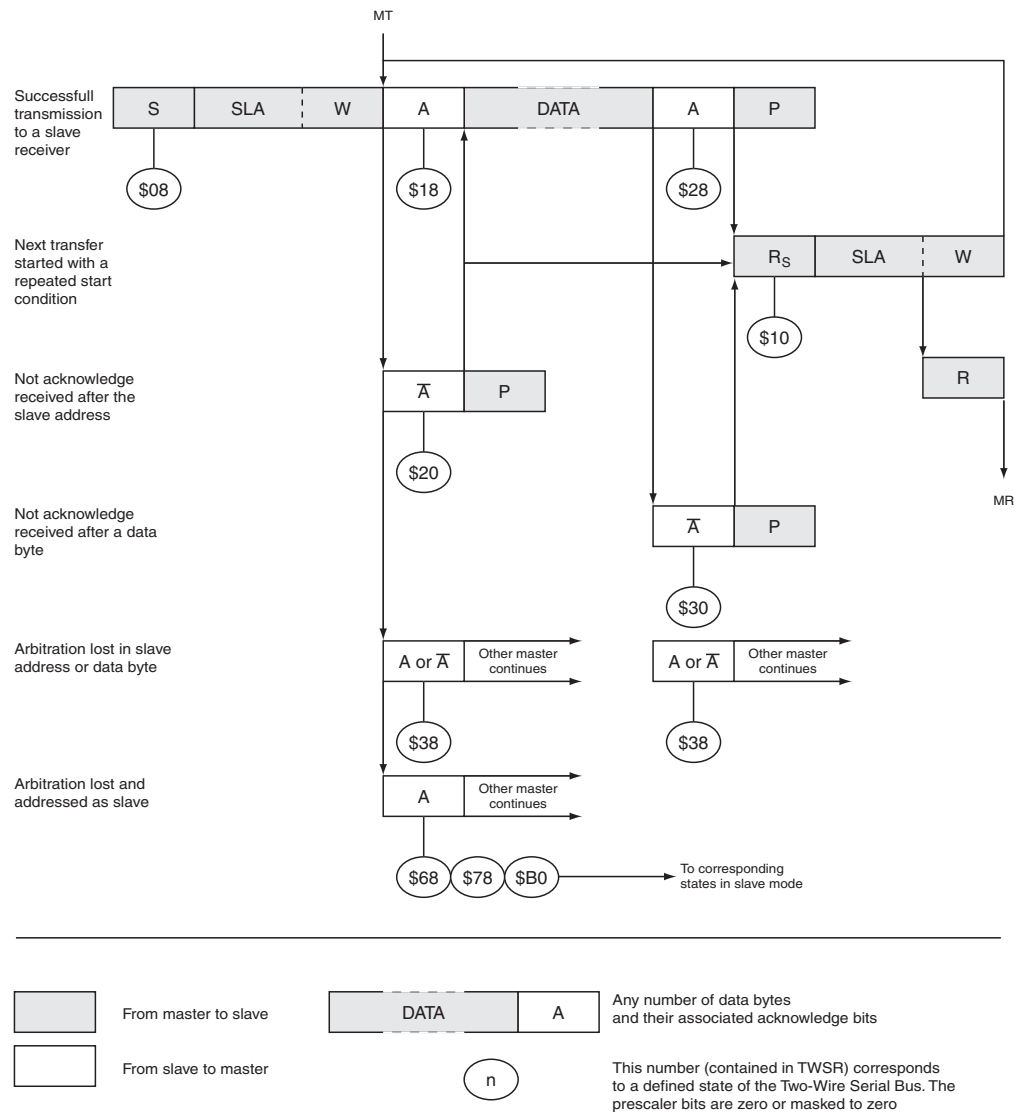 MT
Successfull
transmission
to a slave
receiver
S SLA W A DATA A P
$08 $18 $28
Next transfer
started with a
repeated start
condition
RS SLA W
$10
Not acknowledge
received after the
slave address
A̅ P
R
$20
MR
Not acknowledge
received after a data
byte
A̅ P
$30
Arbitration lost in slave
address or data byte
A or A̅ Other master
continues
A or A̅ Other master
continues
$38 $38
Arbitration lost and
addressed as slave
A Other master
continues
$68 $78 $B0
To corresponding
states in slave mode
From master to slave
DATA A
Any number of data bytes
and their associated acknowledge bits
From slave to master
n
This number (contained in TWSR) corresponds
to a defined state of the Two-Wire Serial Bus. The
prescaler bits are zero or masked to zero